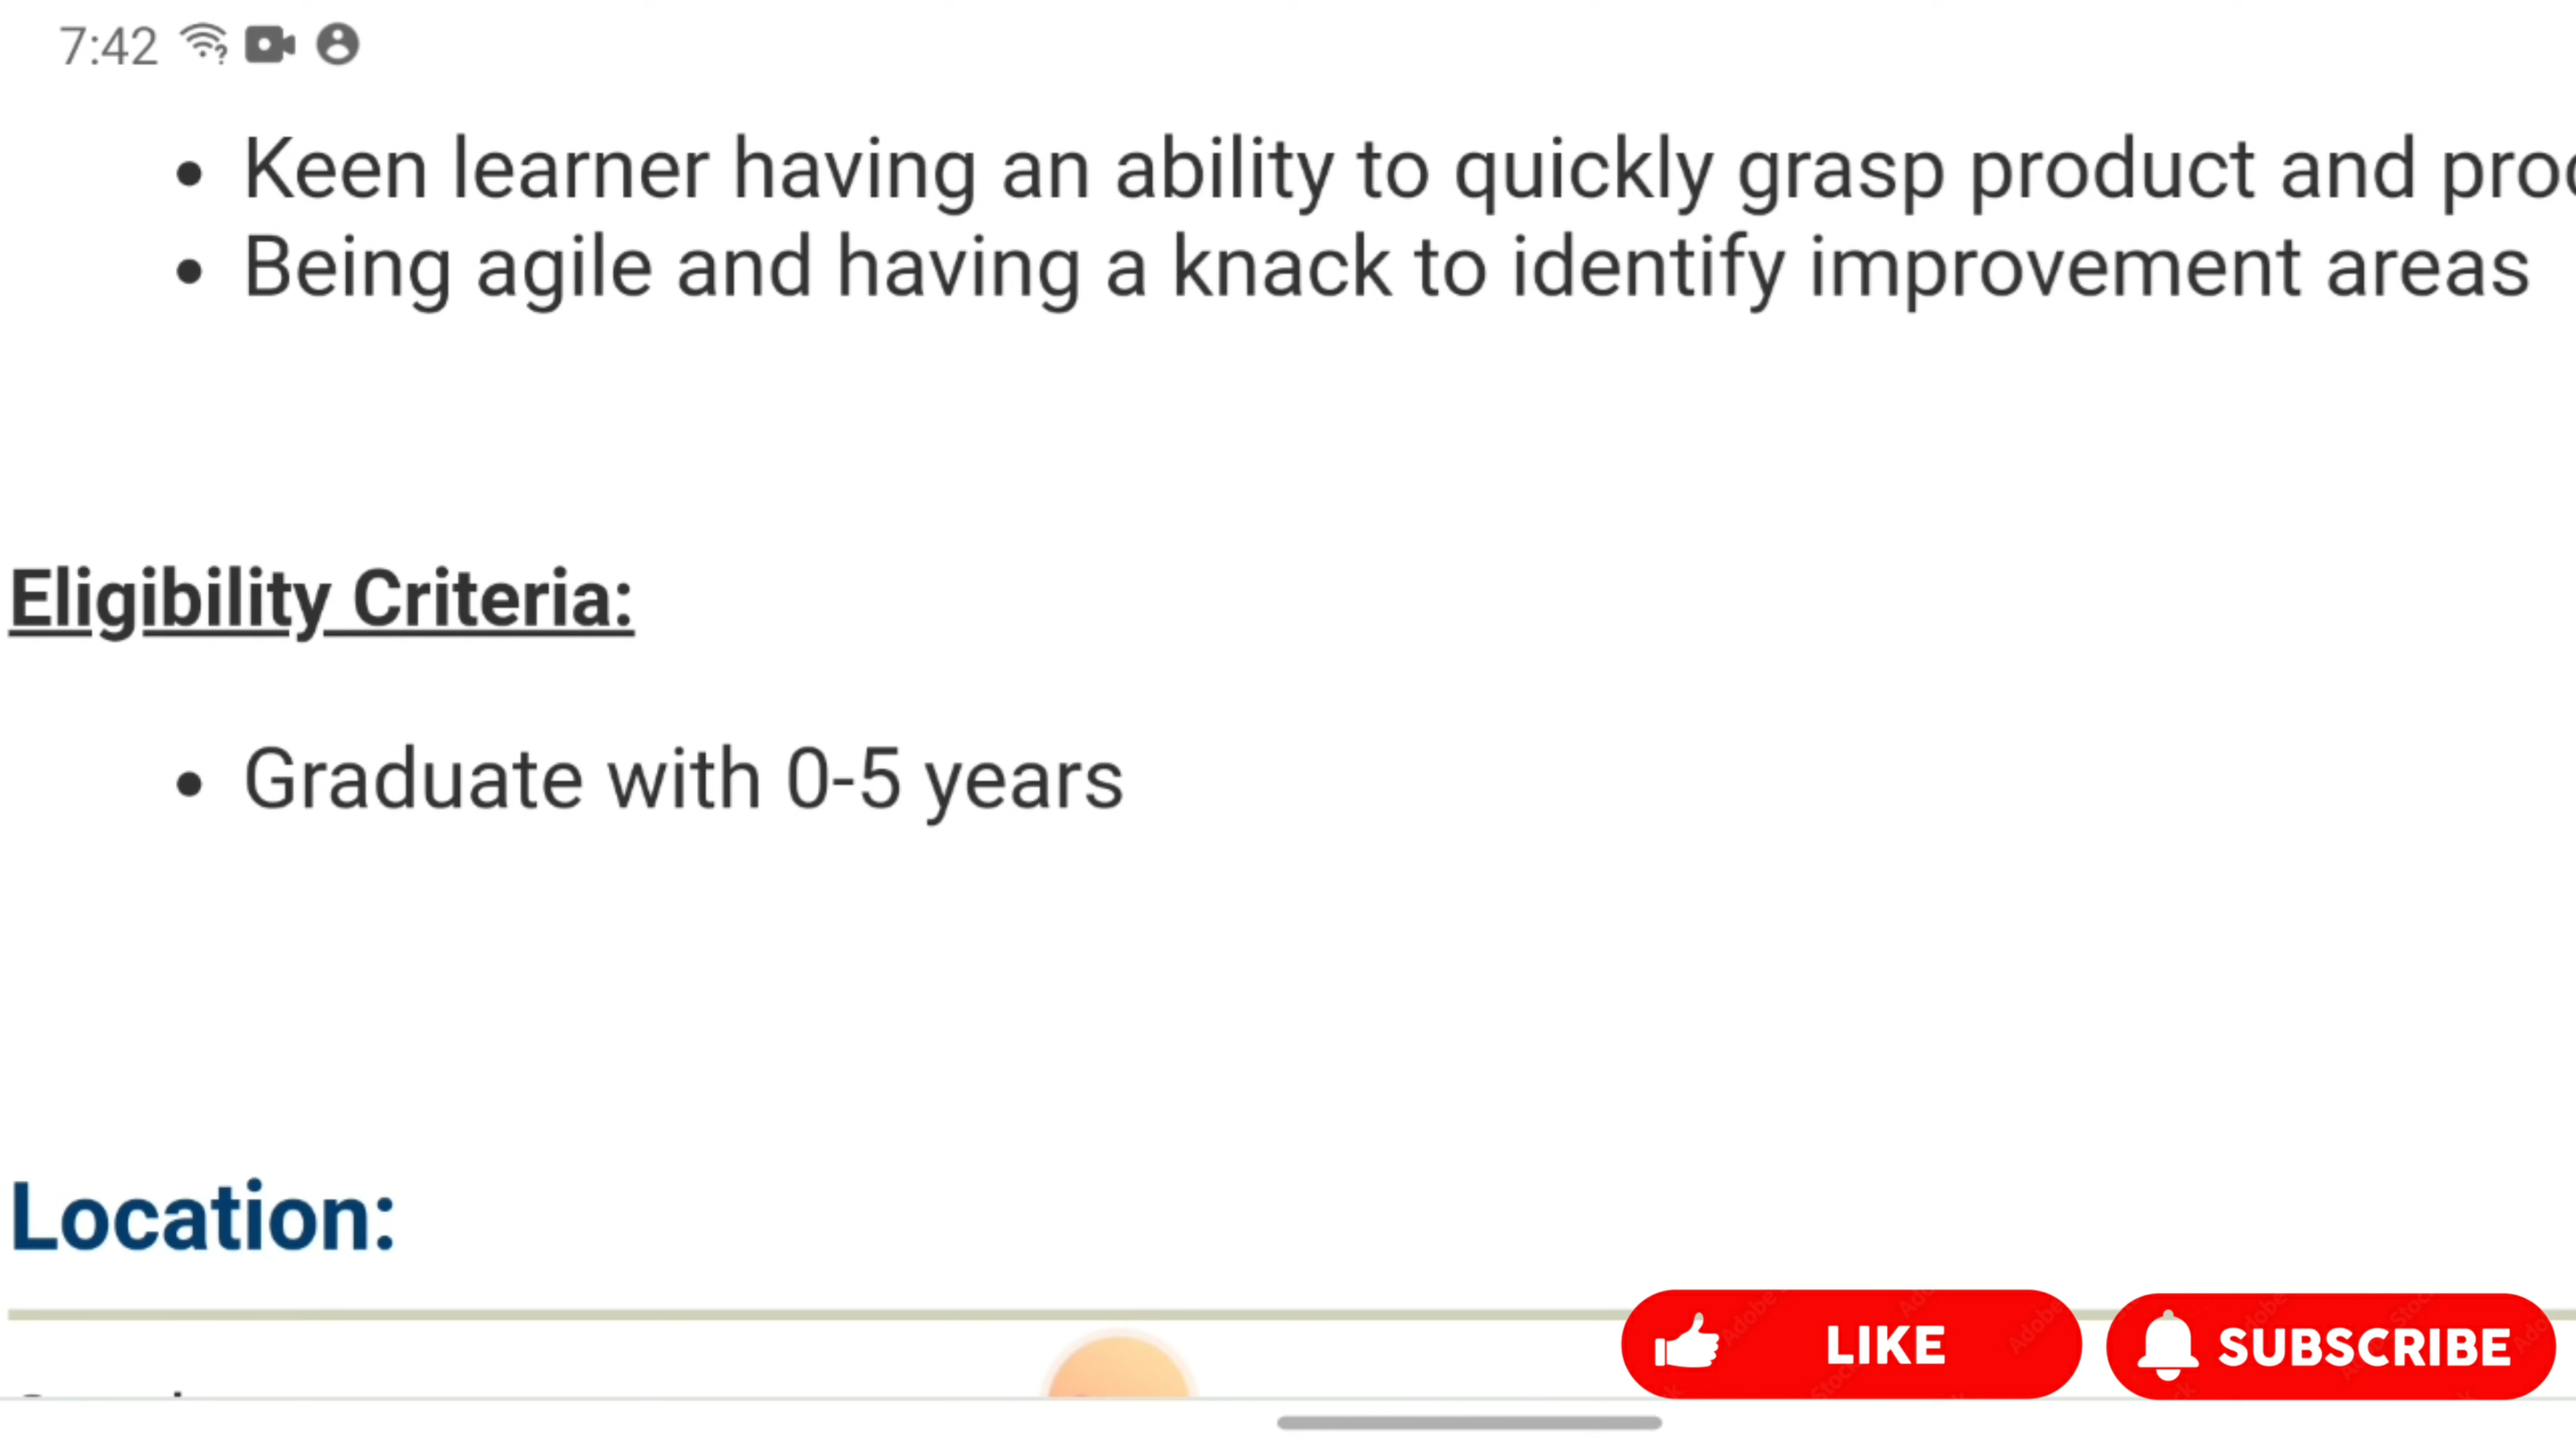 7:42
• Keen learner having an ability to quickly grasp product and
• Being agile and having a knack to identify improvement areas
Eligibility Criteria:
• Graduate with 0-5 years
Location:
LIKE
SUBSCRIBE